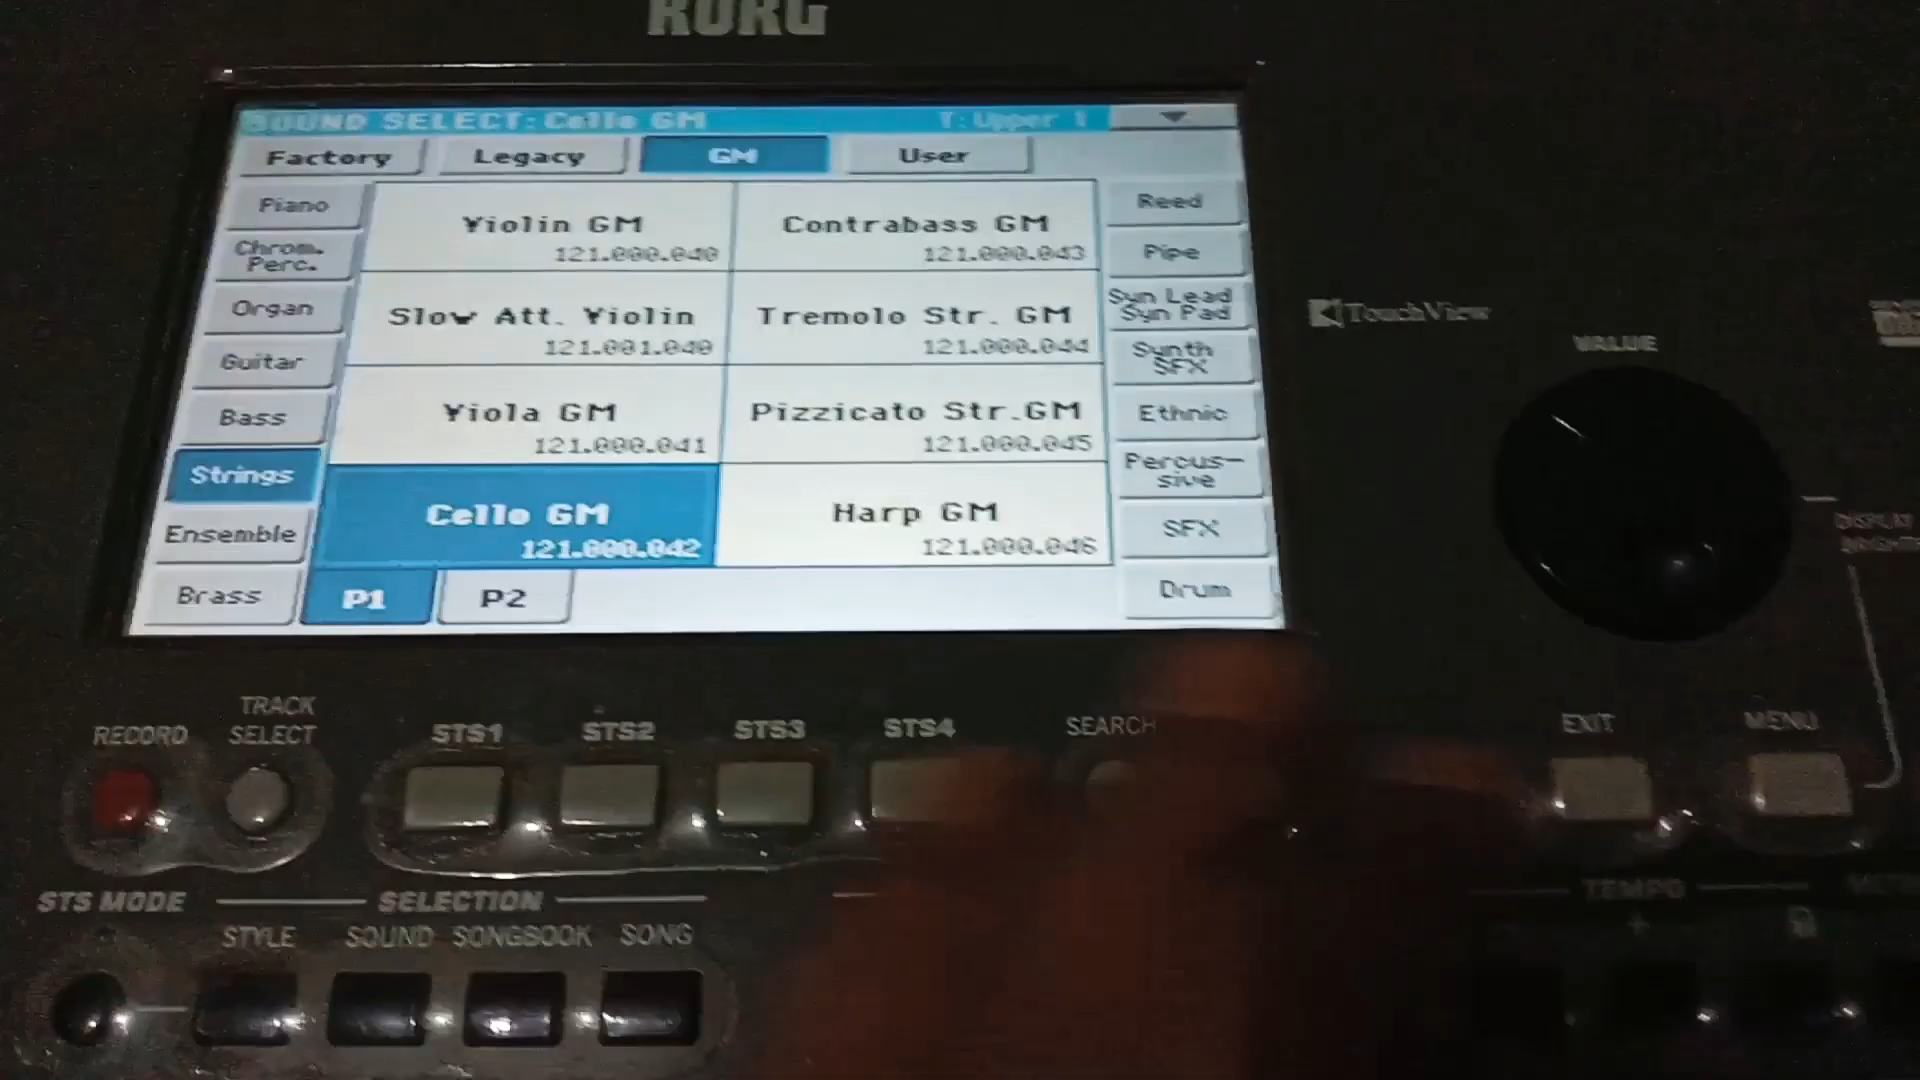 KORG
SOUND SELECT:Cello GM
T:Upper 1
Factory
Legacy
GM
User
Piano
Chrom.
Perc.
Organ
Guitar
Bass
Strings
Ensemble
Brass
Violin GM
121.000.040
Contrabass GM
121.000.043
Slow Att. Violin
121.001.040
Tremolo Str. GM
121.000.044
Viola GM
121.000.041
Pizzicato Str.GM
121.000.045
Cello GM
121.000.042
Harp GM
121.000.046
P1
P2
Reed
Pipe
Syn Lead
Syn Pad
Synth
SFX
Ethnic
Percus-
sive
SFX
Drum
TouchView
VALUE
DISPLAY
RECORD
TRACK
SELECT
STS1
STS2
STS3
STS4
SEARCH
EXIT
MENU
STS MODE
SELECTION
TEMPO
STYLE
SOUND
SONGBOOK
SONG
+